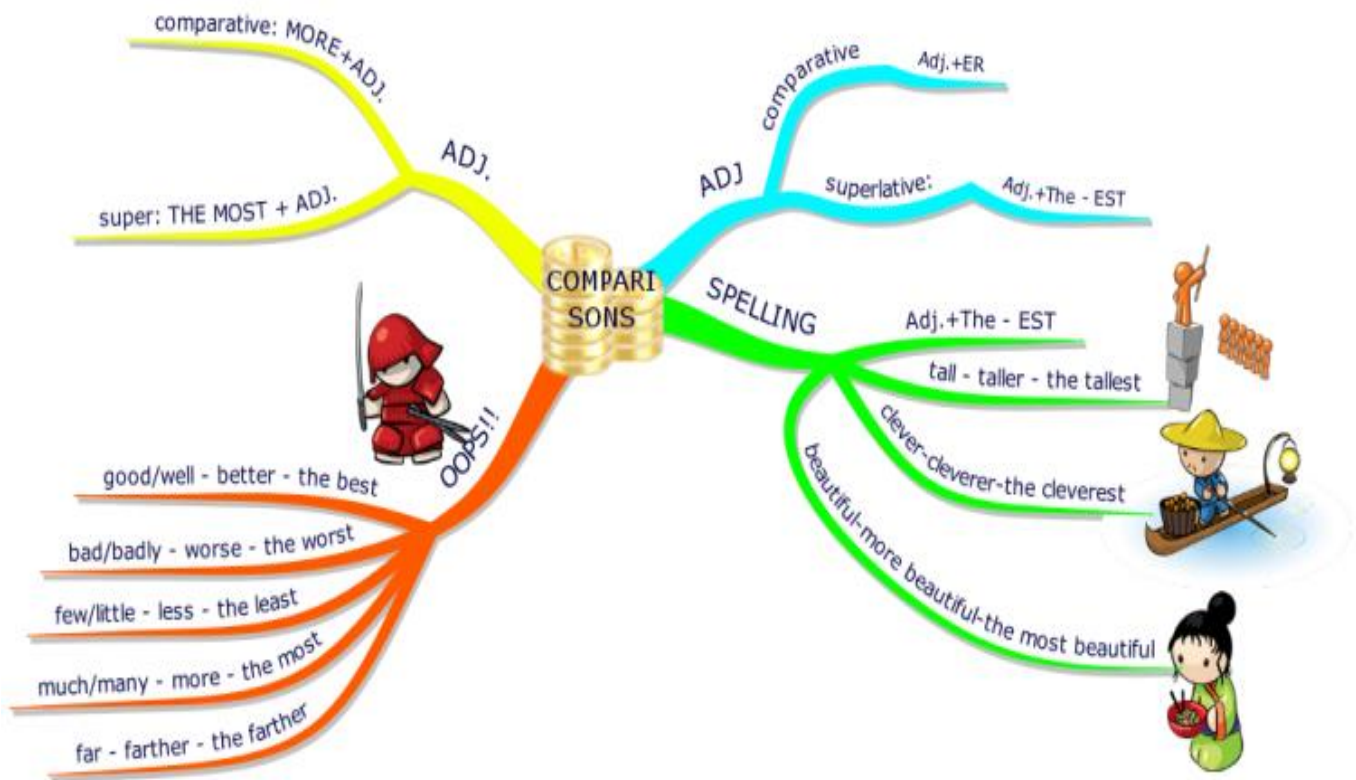 COMPARI
SONS
ADJ.
comparative: MORE+ADJ.
super: THE MOST + ADJ.
ADJ
comparative
Adj.+ER
superlative:
Adj.+The - EST
SPELLING
Adj.+The - EST
tall - taller - the tallest
clever-cleverer-the cleverest
beautiful-more beautiful-the most beautiful
OOPS!!
good/well - better - the best
bad/badly - worse - the worst
few/little - less - the least
much/many - more - the most
far - farther - the farther